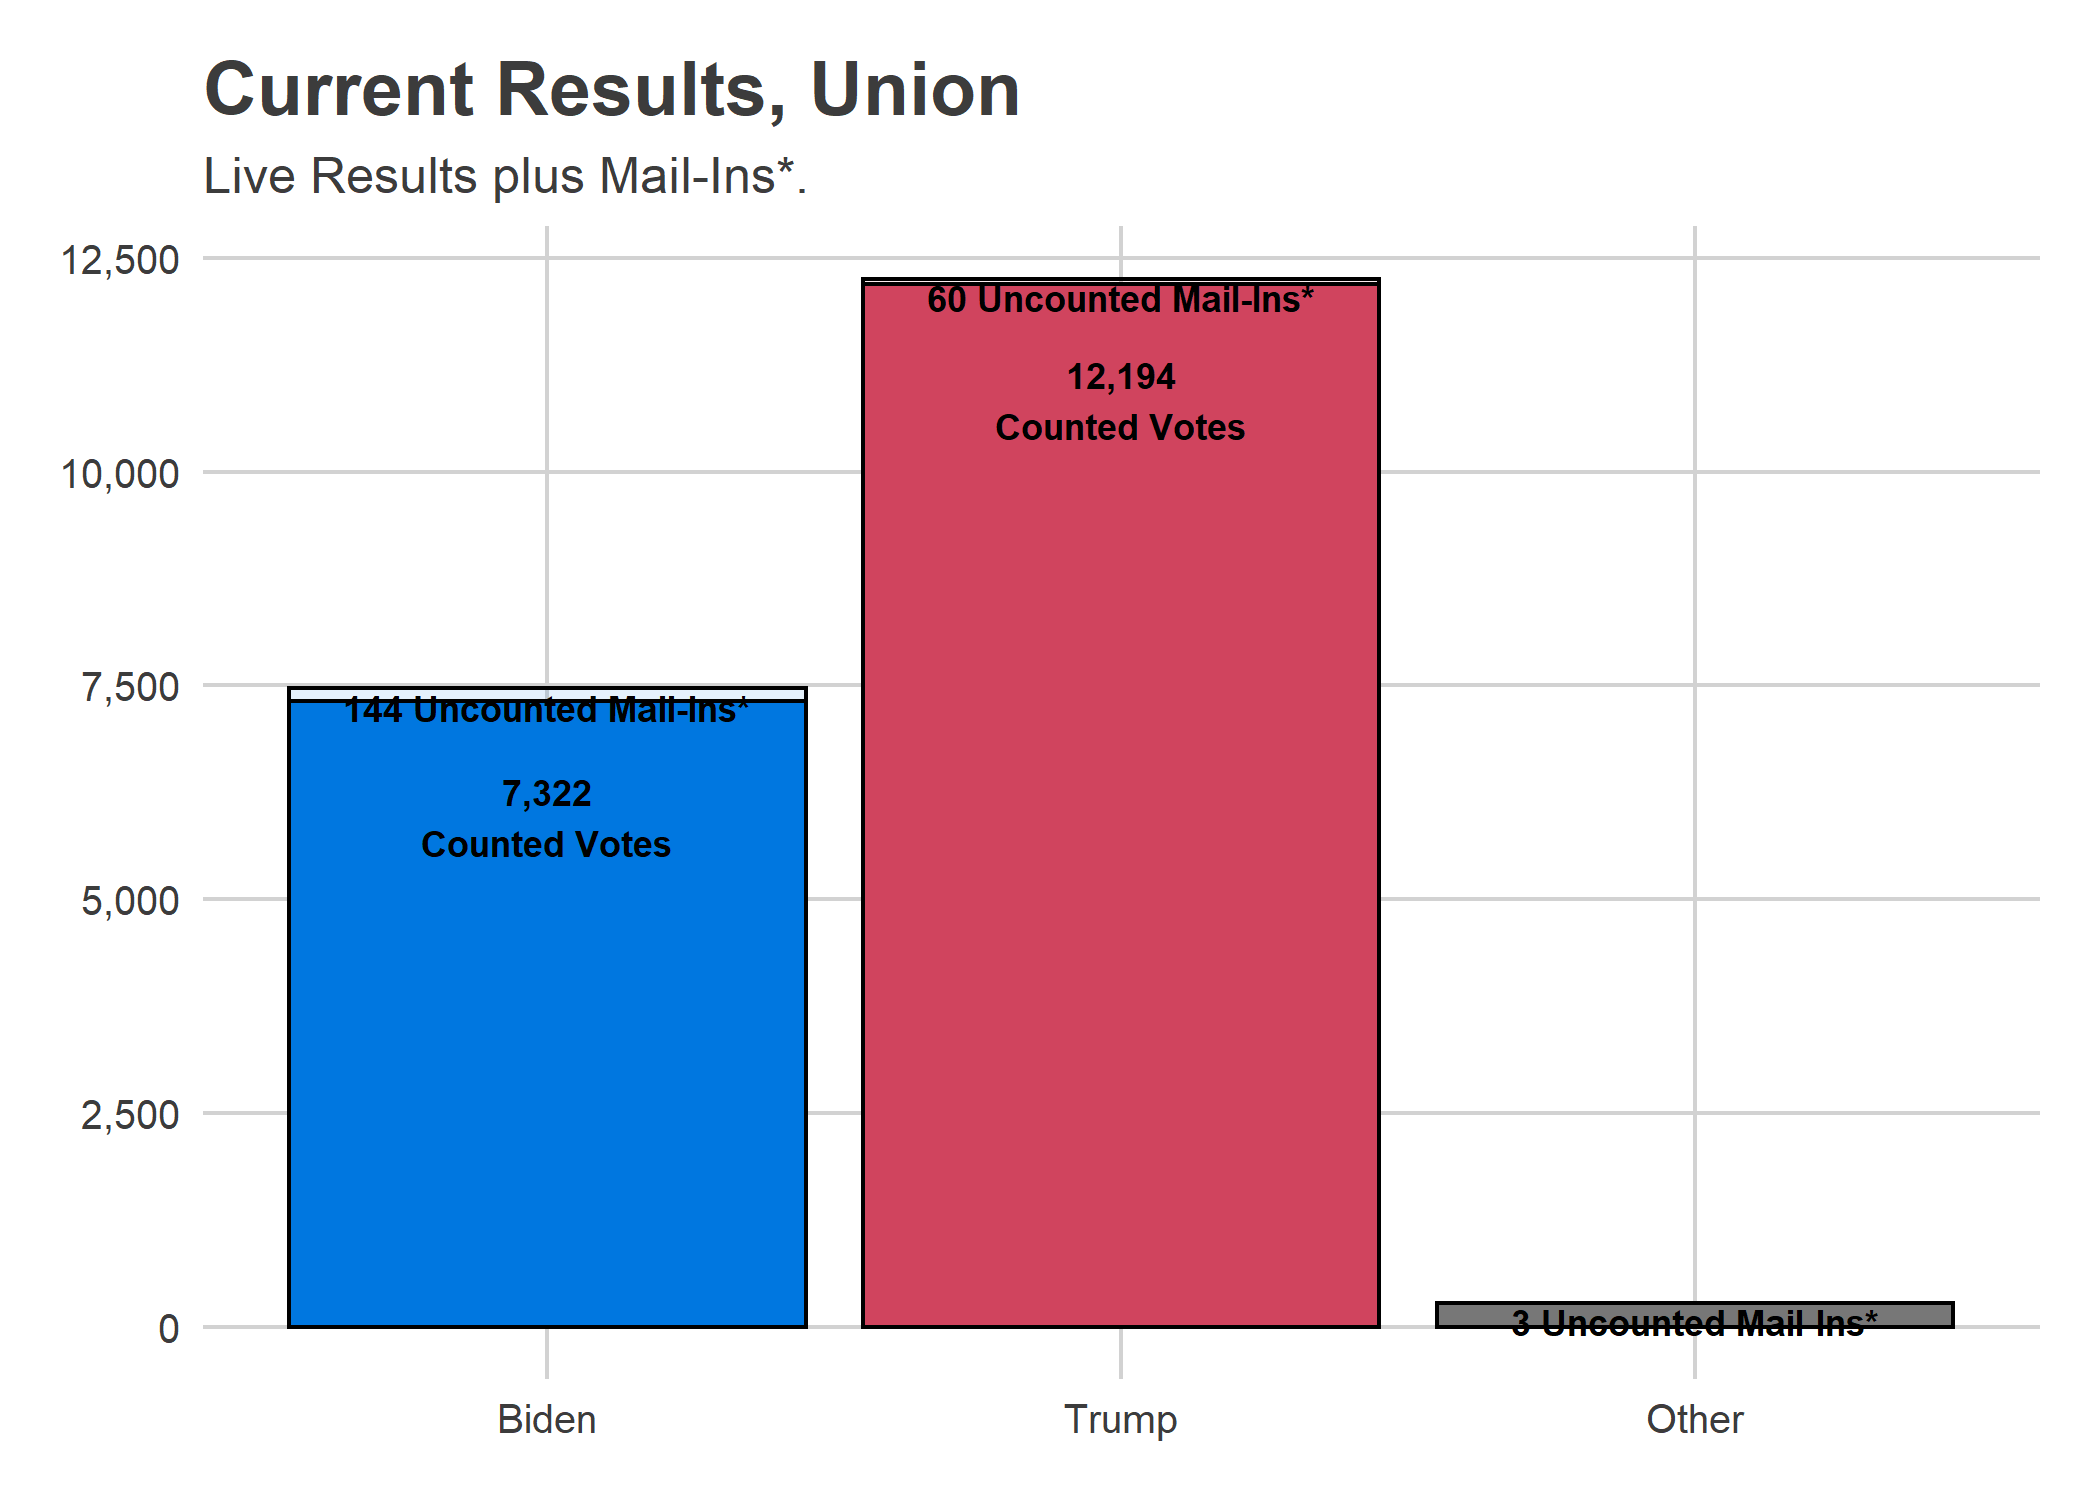 Current Results, Union
Live Results plus Mail-Ins*.
12,500
10,000
7,500
5,000
2,500
0
144 Uncounted Mail-Ins*
7,322
Counted Votes
60 Uncounted Mail-Ins*
12,194
Counted Votes
3 Uncounted Mail-Ins*
Biden
Trump
Other